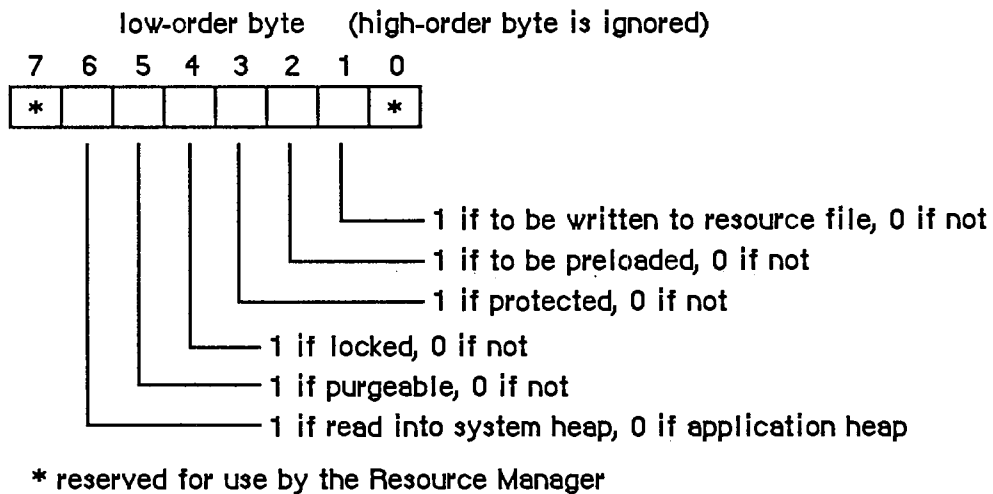 low-order byte (high-order byte is ignored)
7 6 5 4 3 2 1 0
* *
1 if to be written to resource file, 0 if not
1 if to be preloaded, 0 if not
1 if protected, 0 if not
1 if locked, 0 if not
1 if purgeable, 0 if not
1 if read into system heap, 0 if application heap
* reserved for use by the Resource Manager